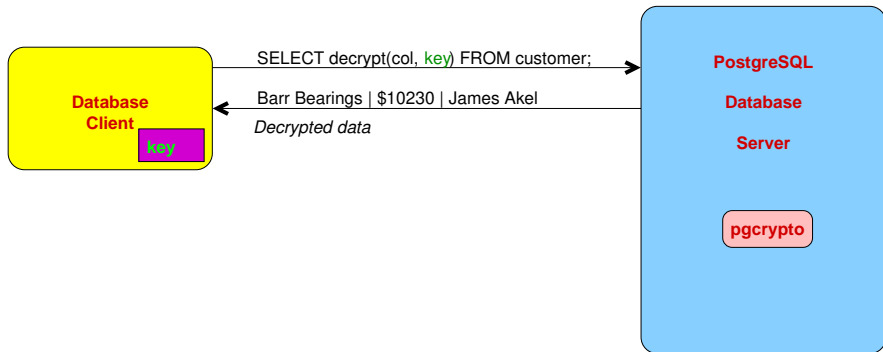 SELECT decrypt(col, key) FROM customer;
Database
Client
key
Barr Bearings | $10230 | James Akel
Decrypted data
PostgreSQL
Database
Server
pgcrypto